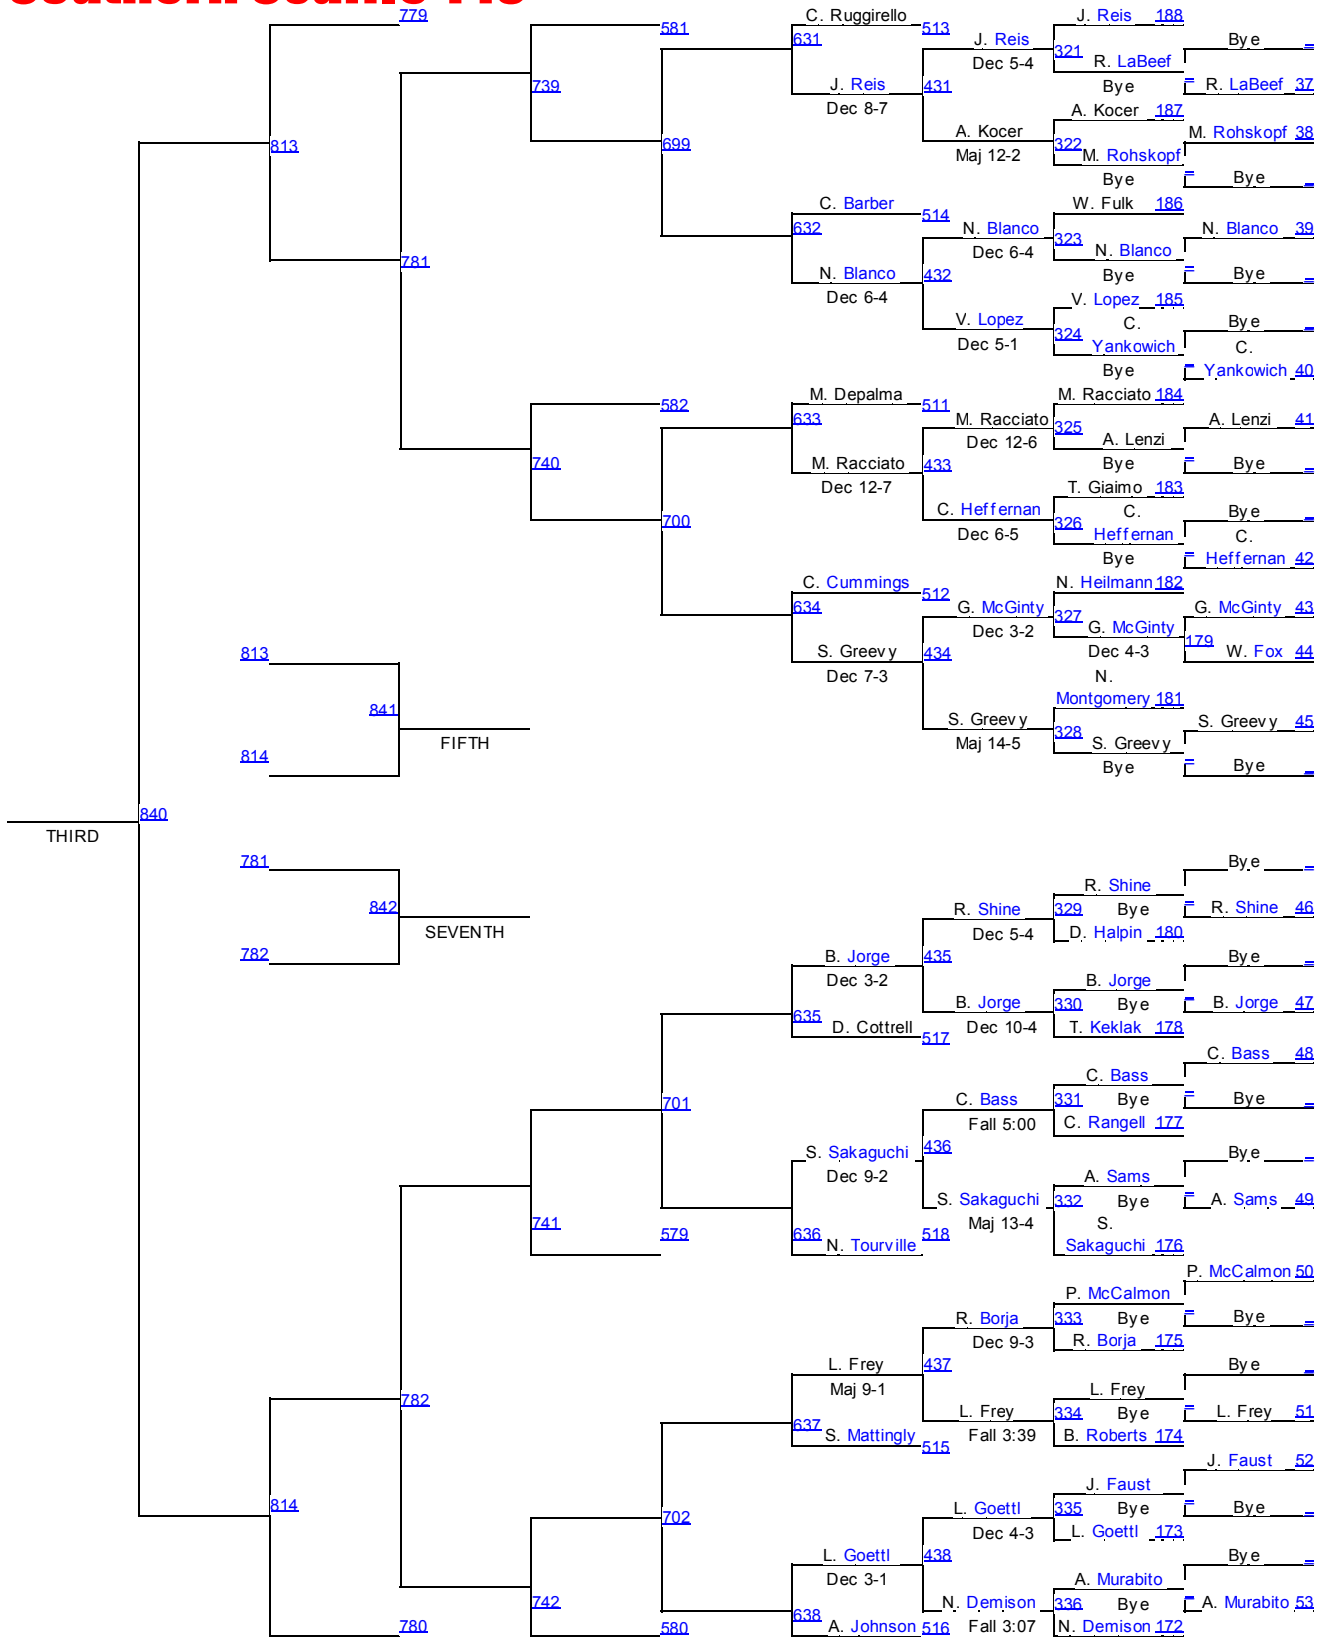 779
581
C. Ruggirello
513
J. Reis 188
631
J. Reis
Dec 5-4
321
Bye
R. LaBeef
739
J. Reis
431
Bye
R. LaBeef 37
Dec 8-7
A. Kocer 187
813
699
A. Kocer
Maj 12-2
322
M. Rohskopf 38
M. Rohskopf
Bye
Bye
C. Barber
514
W. Fulk 186
632
N. Blanco
Dec 6-4
323
N. Blanco 39
N. Blanco
781
N. Blanco
432
Bye
Bye
Dec 6-4
V. Lopez 185
V. Lopez
Dec 5-1
324
C.
Yankowich
Bye
Bye
C.
Yankowich 40
582
M. Depalma
511
M. Racciato 184
633
M. Racciato
Dec 12-6
325
A. Lenzi 41
A. Lenzi
740
M. Racciato
433
Bye
Bye
Dec 12-7
T. Giaimo 183
700
C. Heffernan
Dec 6-5
326
C.
Heffernan
Bye
Bye
C.
Heffernan 42
C. Cummings
512
N. Heilmann 182
634
G. McGinty
Dec 3-2
327
G. McGinty 43
G. McGinty
179
813
S. Greevy
434
Dec 4-3
W. Fox 44
Dec 7-3
N.
Montgomery 181
841
S. Greevy
Maj 14-5
328
S. Greevy 45
FIFTH
S. Greevy
814
Bye
Bye
840
THIRD
781
Bye
R. Shine
842
R. Shine
329
Bye
R. Shine 46
SEVENTH
Dec 5-4
D. Halpin 180
782
B. Jorge
435
Bye
Dec 3-2
B. Jorge
635
B. Jorge
330
Bye
B. Jorge 47
D. Cottrell
517
Dec 10-4
T. Keklak 178
C. Bass 48
C. Bass
701
C. Bass
331
Bye
Bye
Fall 5:00
C. Rangell 177
S. Sakaguchi
436
Bye
Dec 9-2
A. Sams
S. Sakaguchi
332
Bye
A. Sams 49
741
579
636
N. Tourville
518
Maj 13-4
S.
Sakaguchi 176
P. McCalmon 50
P. McCalmon
R. Borja
333
Bye
Bye
Dec 9-3
R. Borja 175
L. Frey
437
Bye
Maj 9-1
L. Frey
782
L. Frey
334
Bye
L. Frey 51
637
S. Mattingly
515
Fall 3:39
B. Roberts 174
J. Faust 52
J. Faust
814
702
L. Goettl
335
Bye
Bye
Dec 4-3
L. Goettl 173
L. Goettl
438
Bye
Dec 3-1
A. Murabito
742
N. Demison
336
Bye
A. Murabito 53
780
580
638
A. Johnson 516
Fall 3:07
N. Demison 172